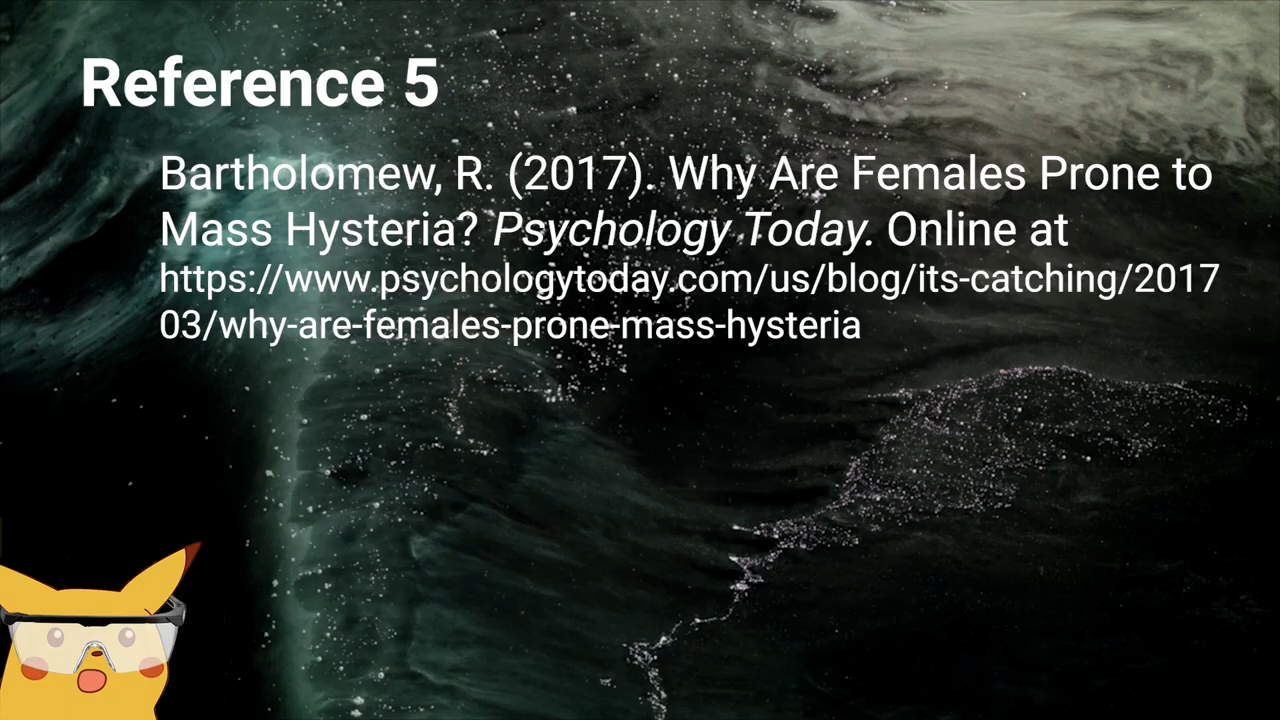 Reference 5
Bartholomew, R. (2017). Why Are Females Prone to
Mass Hysteria? Psychology Today. Online at
https://www.psychologytoday.com/us/blog/its-catching/2017
03/why-are-females-prone-mass-hysteria